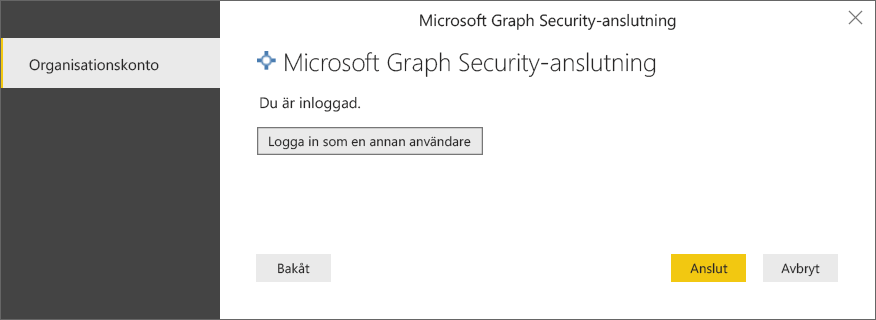 Microsoft Graph Security-anslutning
Organisationskonto
Microsoft Graph Security-anslutning
Du är inloggad.
Logga in som en annan användare
Bakåt
Anslut
Avbryt